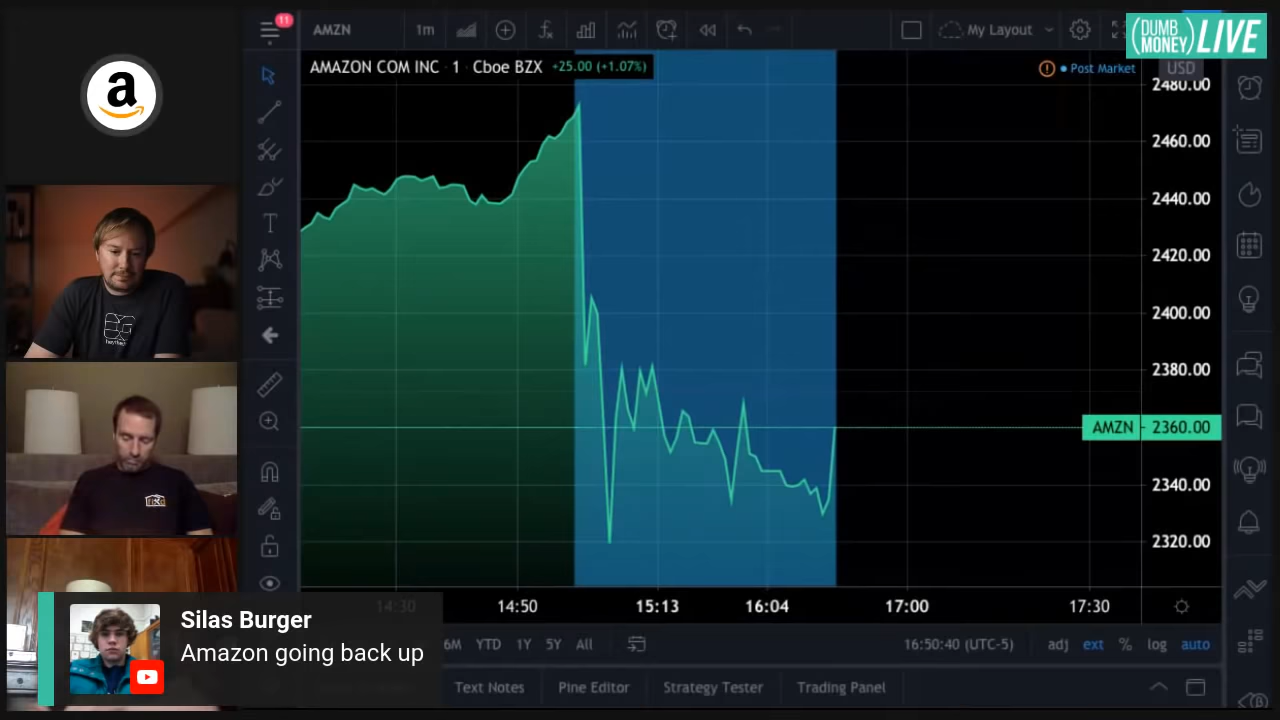 11
AMZN
1m
My Layout
(DUMB MONEY) LIVE
AMAZON COM INC · 1 · Cboe BZX +25.00 (+1.07%)
Post Market
USD
2480.00
2460.00
2440.00
2420.00
2400.00
2380.00
AMZN 2360.00
2340.00
2320.00
14:30
14:50
15:13
16:04
17:00
17:30
Silas Burger
Amazon going back up
6M
YTD
1Y
5Y
All
16:50:40 (UTC-5)
adj
ext
%
log
auto
Text Notes
Pine Editor
Strategy Tester
Trading Panel